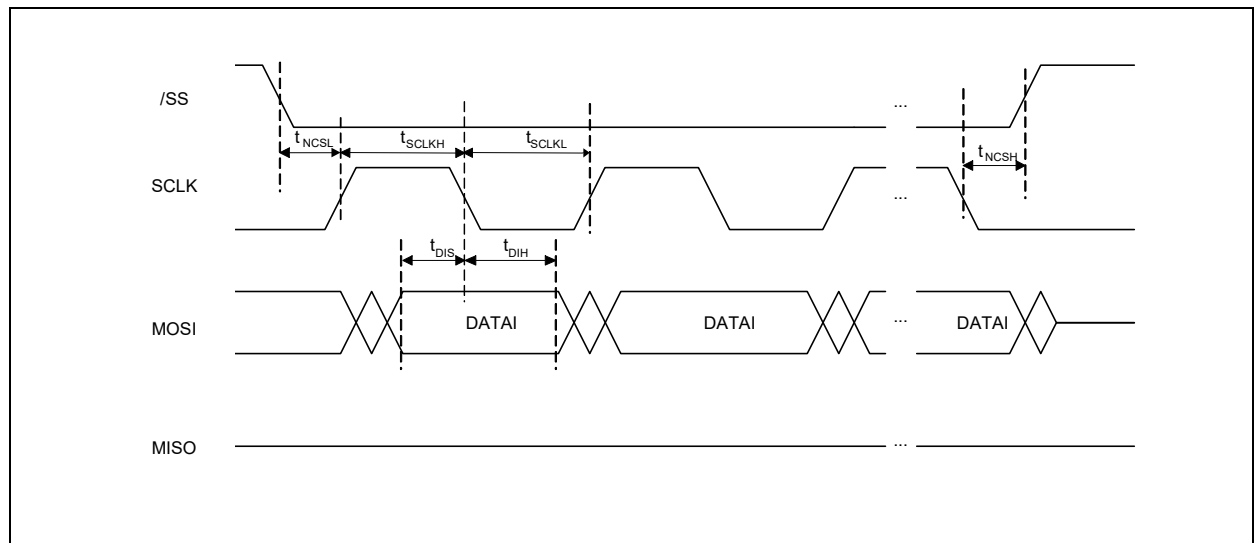 /SS
...
t NCSL
t SCLKH
t SCLKL
t NCSH
SCLK
...
t DIS
t DIH
MOSI
DATAI
DATAI
...
DATAI
MISO
...